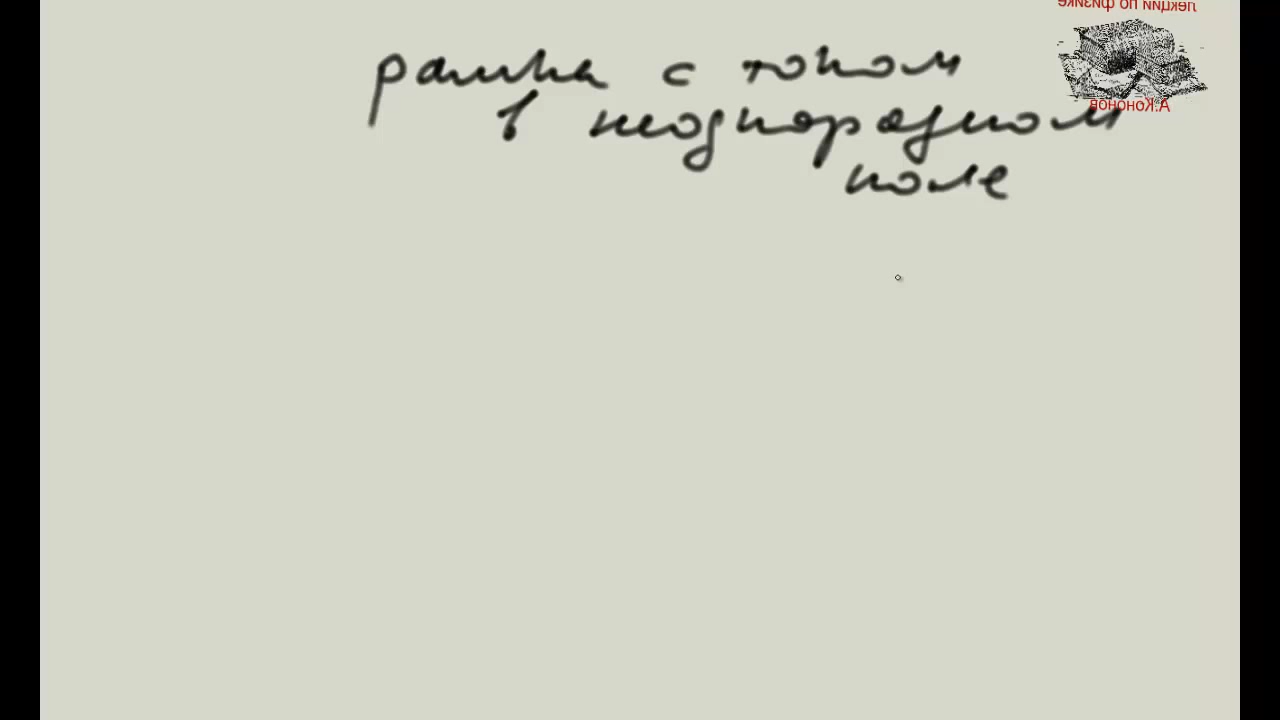 лекции по физике
А.Кононов
рамка с током
в неоднородном
поле